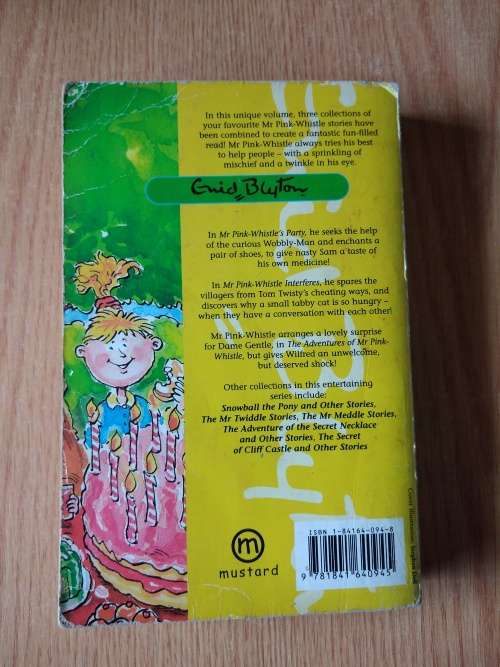 In this unique volume, three collections of
your favourite Mr Pink-Whistle stories have
been combined to create a fantastic fun-filled
read! Mr Pink-Whistle always tries his best
to help people – with a sprinkling of
mischief and a twinkle in his eye.
Enid Blyton
In Mr Pink-Whistle's Party, he seeks the help
of the curious Wobbly-Man and enchants a
pair of shoes, to give nasty Sam a taste of
his own medicine!
In Mr Pink-Whistle Interferes, he spares the
villagers from Tom Twisty's cheating ways, and
discovers why a small tabby cat is so hungry –
when they have a conversation with each other!
Mr Pink-Whistle arranges a lovely surprise
for Dame Gentle, in The Adventures of Mr Pink-
Whistle, but gives Wilfred an unwelcome,
but deserved shock!
Other collections in this entertaining
series include:
Snowball the Pony and Other Stories,
The Mr Twiddle Stories, The Mr Meddle Stories,
The Adventure of the Secret Necklace
and Other Stories, The Secret
of Cliff Castle and Other Stories
m
mustard
ISBN 1-84164-094-8
9 781841 640945
Cover illustration: Stephen